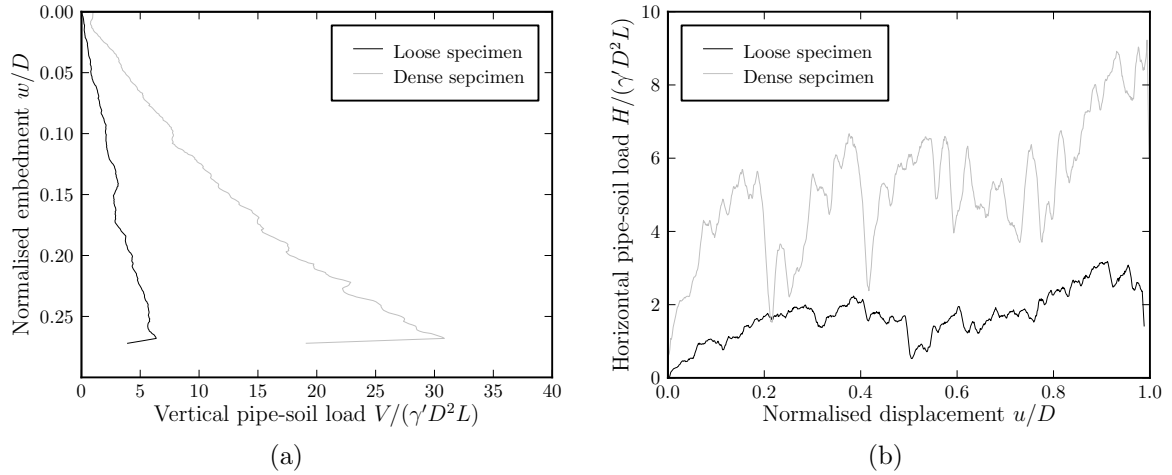 0.00
0.05
0.10
0.15
0.20
0.25
0
5
10
15
20
25
30
35
40
Normalised embedment w/D
Vertical pipe-soil load V/(γ′D²L)
Loose specimen
Dense sepcimen
(a)
10
8
6
4
2
0
0.0
0.2
0.4
0.6
0.8
1.0
Horizontal pipe-soil load H/(γ′D²L)
Normalised displacement u/D
Loose specimen
Dense sepcimen
(b)